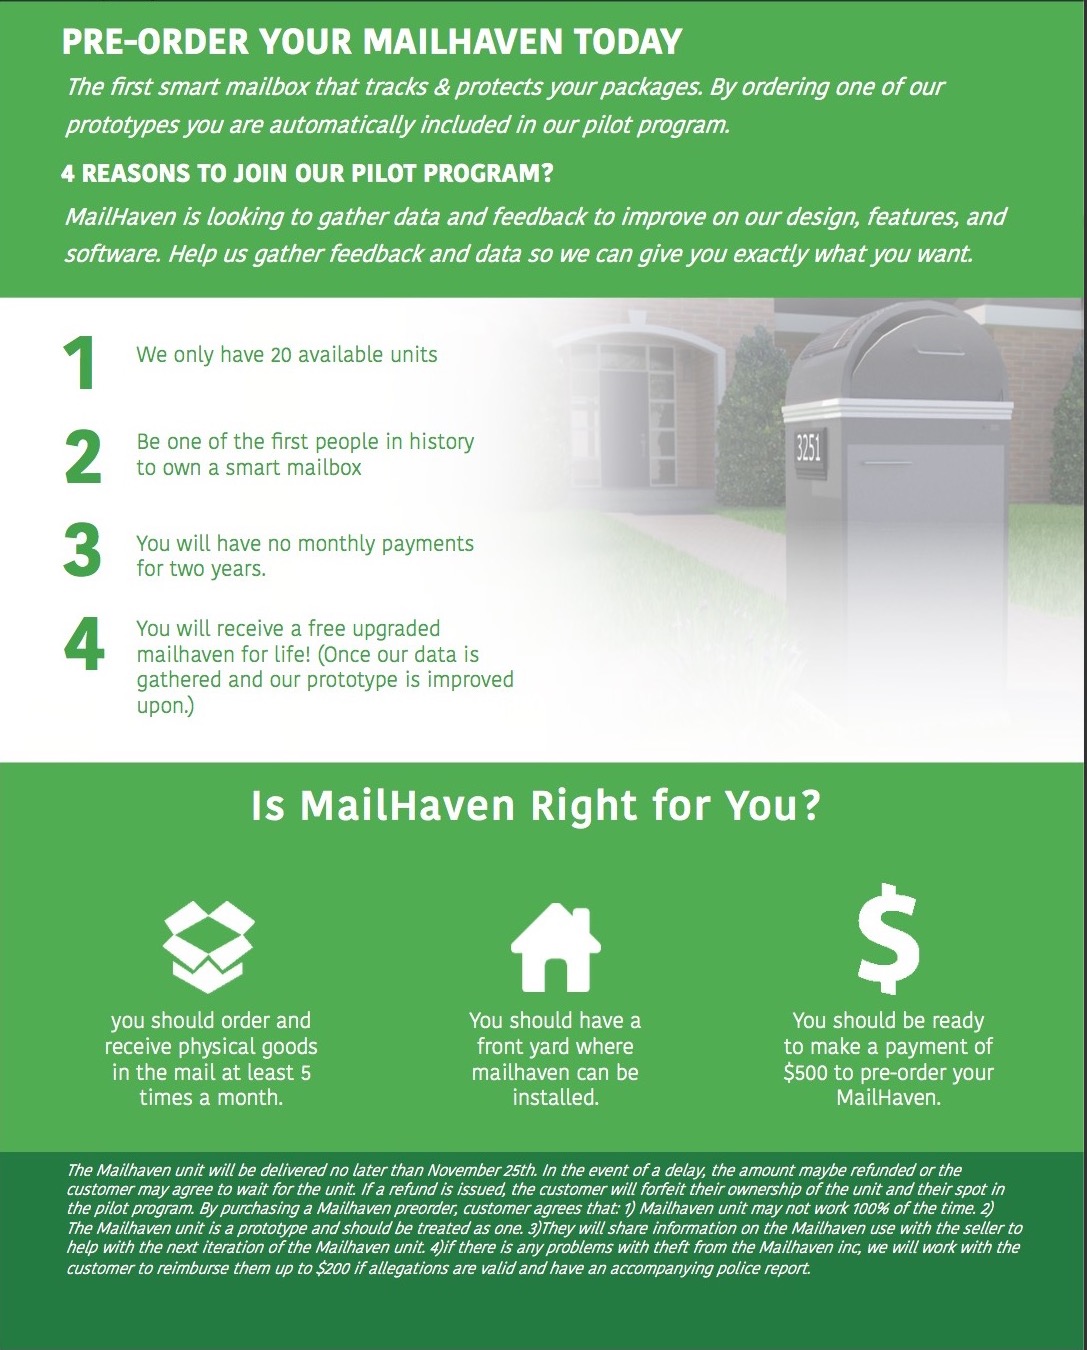 PRE-ORDER YOUR MAILHAVEN TODAY
The first smart mailbox that tracks & protects your packages. By ordering one of our
prototypes you are automatically included in our pilot program.
4 REASONS TO JOIN OUR PILOT PROGRAM?
MailHaven is looking to gather data and feedback to improve on our design, features, and
software. Help us gather feedback and data so we can give you exactly what you want.
1
We only have 20 available units
2
Be one of the first people in history
to own a smart mailbox
3
You will have no monthly payments
for two years.
4
You will receive a free upgraded
mailhaven for life! (Once our data is
gathered and our prototype is improved
upon.)
3251
Is MailHaven Right for You?
you should order and
receive physical goods
in the mail at least 5
times a month.
You should have a
front yard where
mailhaven can be
installed.
$
You should be ready
to make a payment of
$500 to pre-order your
MailHaven.
The Mailhaven unit will be delivered no later than November 25th. In the event of a delay, the amount maybe refunded or the
customer may agree to wait for the unit. If a refund is issued, the customer will forfeit their ownership of the unit and their spot in
the pilot program. By purchasing a Mailhaven preorder, customer agrees that: 1) Mailhaven unit may not work 100% of the time. 2)
The Mailhaven unit is a prototype and should be treated as one. 3)They will share information on the Mailhaven use with the seller to
help with the next iteration of the Mailhaven unit. 4)if there is any problems with theft from the Mailhaven inc, we will work with the
customer to reimburse them up to $200 if allegations are valid and have an accompanying police report.